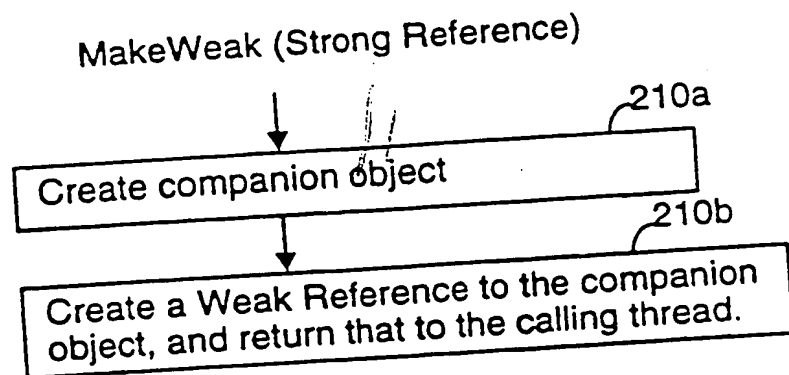 MakeWeak (Strong Reference)
210a
Create companion object
210b
Create a Weak Reference to the companion
object, and return that to the calling thread.